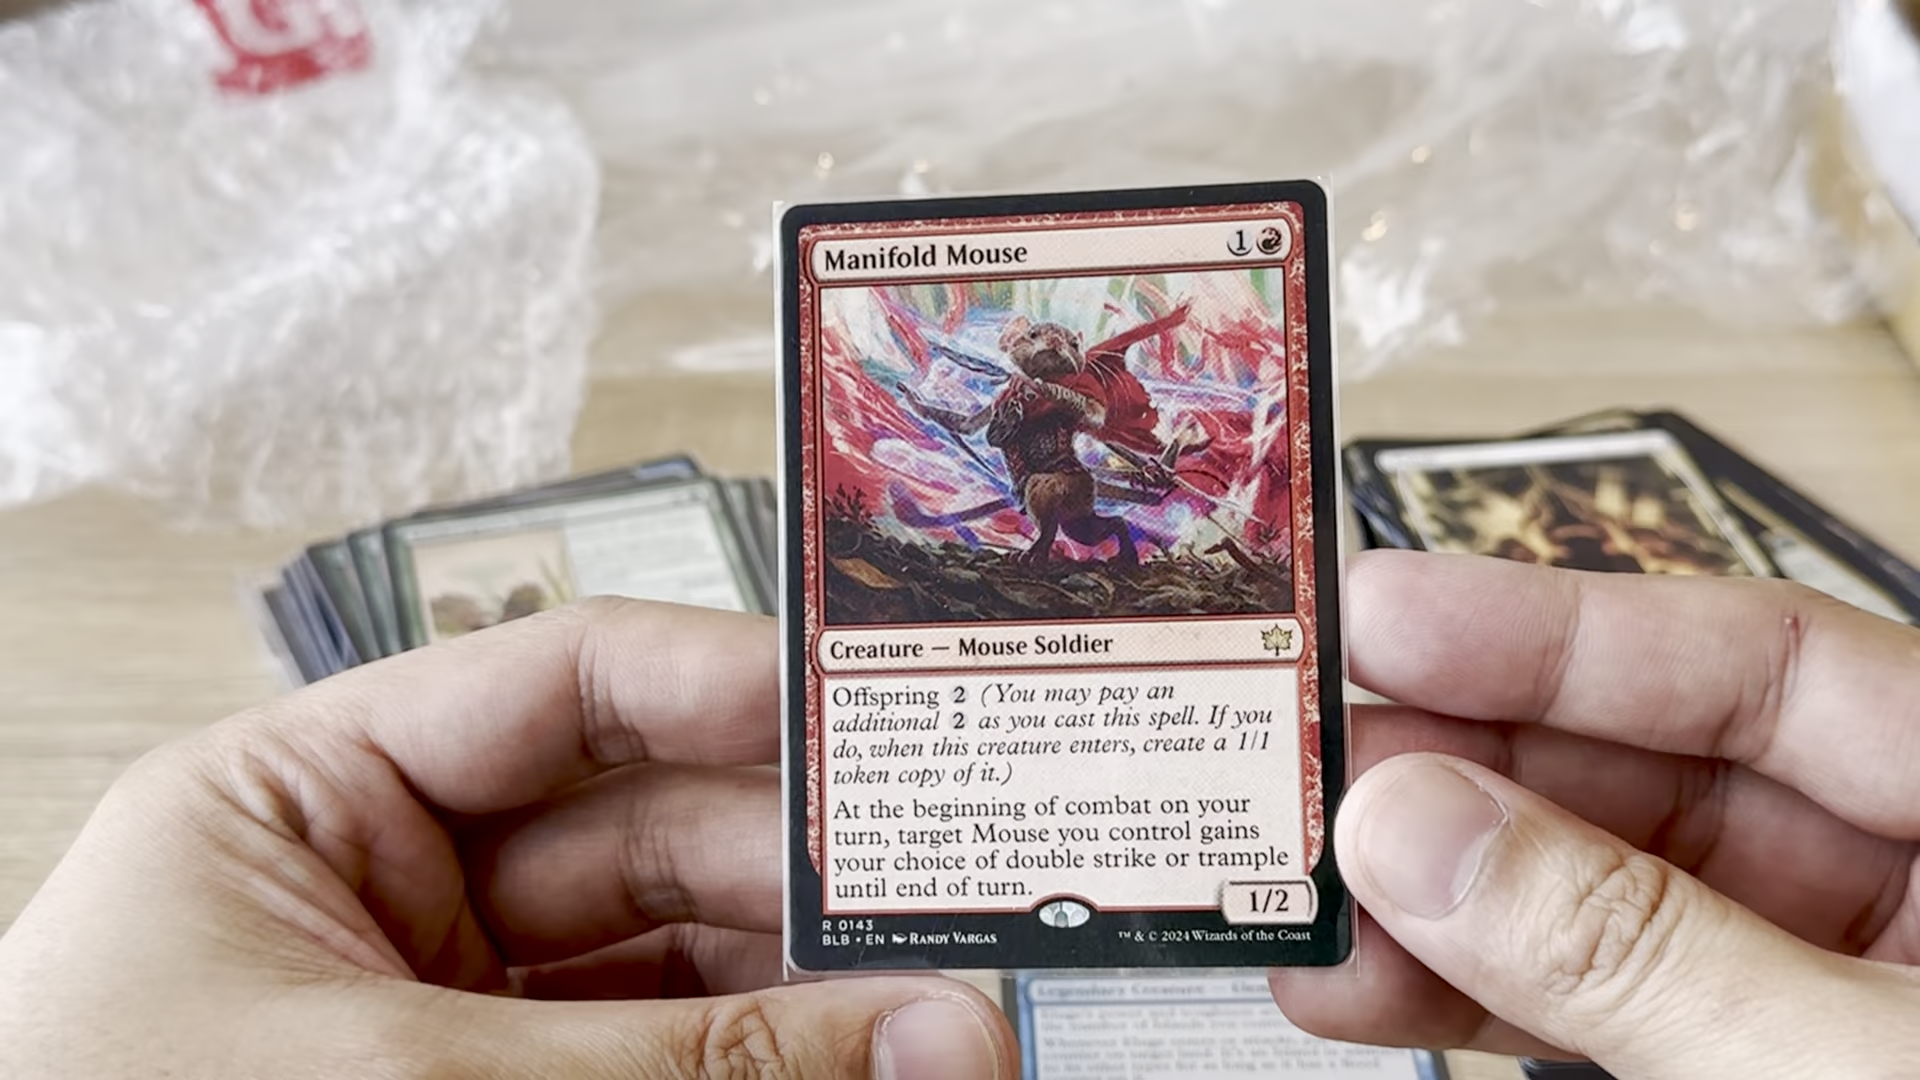 Manifold Mouse 1
Creature — Mouse Soldier
Offspring 2 (You may pay an
additional 2 as you cast this spell. If you
do, when this creature enters, create a 1/1
token copy of it.)
At the beginning of combat on your
turn, target Mouse you control gains
your choice of double strike or trample
until end of turn.
1/2
R 0143
BLB • EN RANDY VARGAS
™ & © 2024 Wizards of the Coast
Legendary Creature —